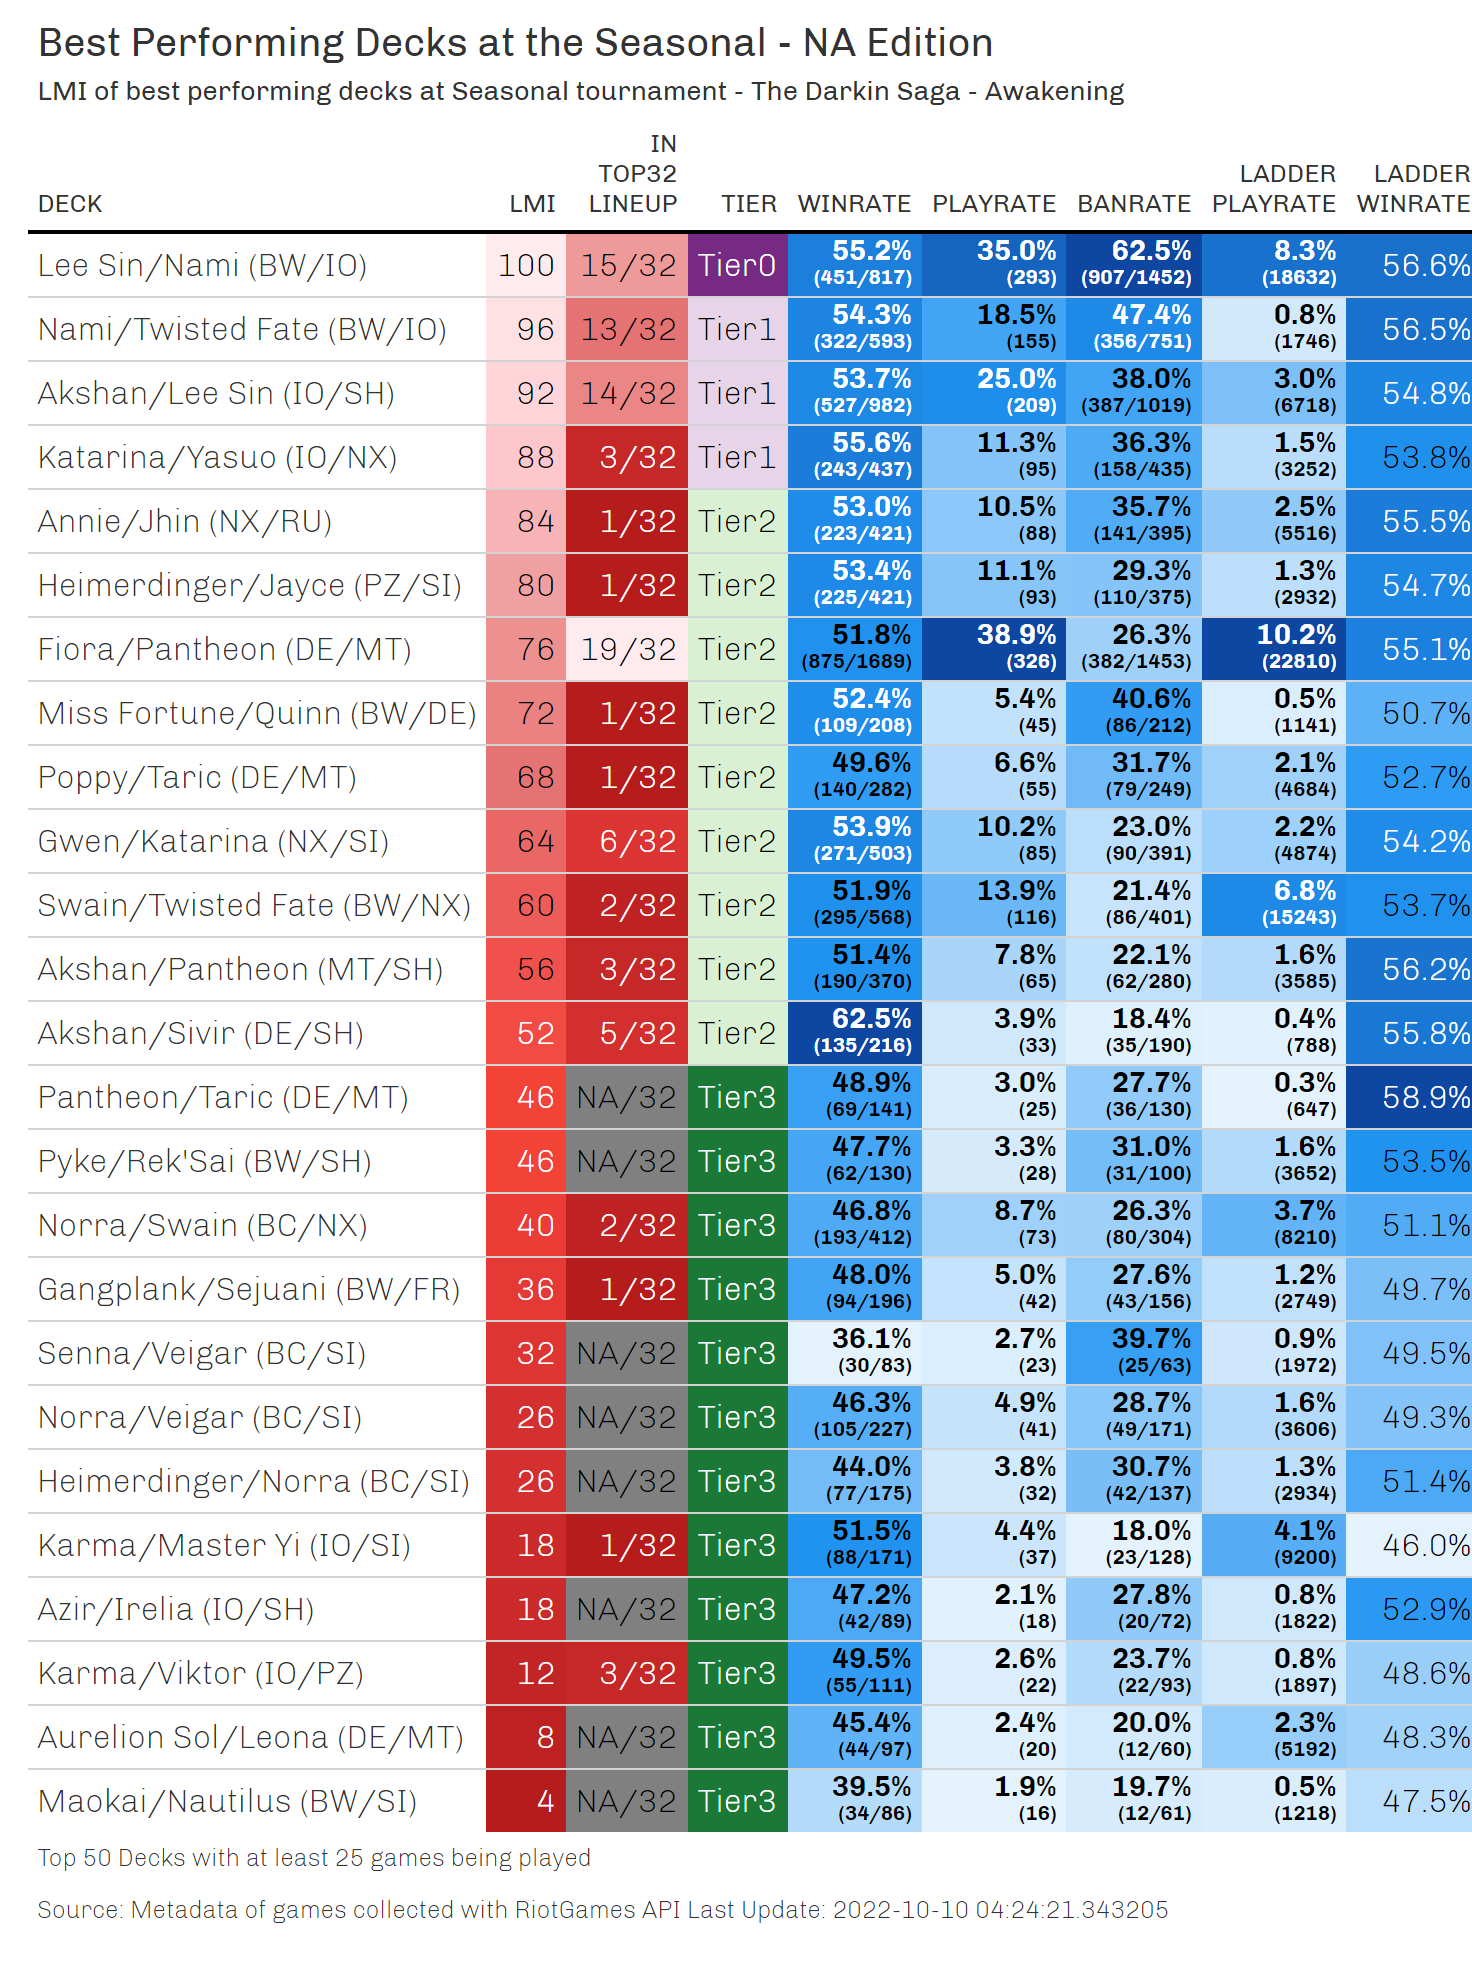 Best Performing Decks at the Seasonal - NA Edition
LMI of best performing decks at Seasonal tournament - The Darkin Saga - Awakening
DECK LMI IN TOP32 LINEUP TIER WINRATE PLAYRATE BANRATE LADDER PLAYRATE LADDER WINRATE
Lee Sin/Nami (BW/IO) 100 15/32 Tier0 55.2% (451/817) 35.0% (293) 62.5% (907/1452) 8.3% (18632) 56.6%
Nami/Twisted Fate (BW/IO) 96 13/32 Tier1 54.3% (322/593) 18.5% (155) 47.4% (356/751) 0.8% (1746) 56.5%
Akshan/Lee Sin (IO/SH) 92 14/32 Tier1 53.7% (527/982) 25.0% (209) 38.0% (387/1019) 3.0% (6718) 54.8%
Katarina/Yasuo (IO/NX) 88 3/32 Tier1 55.6% (243/437) 11.3% (95) 36.3% (158/435) 1.5% (3252) 53.8%
Annie/Jhin (NX/RU) 84 1/32 Tier2 53.0% (223/421) 10.5% (88) 35.7% (141/395) 2.5% (5516) 55.5%
Heimerdinger/Jayce (PZ/SI) 80 1/32 Tier2 53.4% (225/421) 11.1% (93) 29.3% (110/375) 1.3% (2932) 54.7%
Fiora/Pantheon (DE/MT) 76 19/32 Tier2 51.8% (875/1689) 38.9% (326) 26.3% (382/1453) 10.2% (22810) 55.1%
Miss Fortune/Quinn (BW/DE) 72 1/32 Tier2 52.4% (109/208) 5.4% (45) 40.6% (86/212) 0.5% (1141) 50.7%
Poppy/Taric (DE/MT) 68 1/32 Tier2 49.6% (140/282) 6.6% (55) 31.7% (79/249) 2.1% (4684) 52.7%
Gwen/Katarina (NX/SI) 64 6/32 Tier2 53.9% (271/503) 10.2% (85) 23.0% (90/391) 2.2% (4874) 54.2%
Swain/Twisted Fate (BW/NX) 60 2/32 Tier2 51.9% (295/568) 13.9% (116) 21.4% (86/401) 6.8% (15243) 53.7%
Akshan/Pantheon (MT/SH) 56 3/32 Tier2 51.4% (190/370) 7.8% (65) 22.1% (62/280) 1.6% (3585) 56.2%
Akshan/Sivir (DE/SH) 52 5/32 Tier2 62.5% (135/216) 3.9% (33) 18.4% (35/190) 0.4% (788) 55.8%
Pantheon/Taric (DE/MT) 46 NA/32 Tier3 48.9% (69/141) 3.0% (25) 27.7% (36/130) 0.3% (647) 58.9%
Pyke/Rek'Sai (BW/SH) 46 NA/32 Tier3 47.7% (62/130) 3.3% (28) 31.0% (31/100) 1.6% (3652) 53.5%
Norra/Swain (BC/NX) 40 2/32 Tier3 46.8% (193/412) 8.7% (73) 26.3% (80/304) 3.7% (8210) 51.1%
Gangplank/Sejuani (BW/FR) 36 1/32 Tier3 48.0% (94/196) 5.0% (42) 27.6% (43/156) 1.2% (2749) 49.7%
Senna/Veigar (BC/SI) 32 NA/32 Tier3 36.1% (30/83) 2.7% (23) 39.7% (25/63) 0.9% (1972) 49.5%
Norra/Veigar (BC/SI) 26 NA/32 Tier3 46.3% (105/227) 4.9% (41) 28.7% (49/171) 1.6% (3606) 49.3%
Heimerdinger/Norra (BC/SI) 26 NA/32 Tier3 44.0% (77/175) 3.8% (32) 30.7% (42/137) 1.3% (2934) 51.4%
Karma/Master Yi (IO/SI) 18 1/32 Tier3 51.5% (88/171) 4.4% (37) 18.0% (23/128) 4.1% (9200) 46.0%
Azir/Irelia (IO/SH) 18 NA/32 Tier3 47.2% (42/89) 2.1% (18) 27.8% (20/72) 0.8% (1822) 52.9%
Karma/Viktor (IO/PZ) 12 3/32 Tier3 49.5% (55/111) 2.6% (22) 23.7% (22/93) 0.8% (1897) 48.6%
Aurelion Sol/Leona (DE/MT) 8 NA/32 Tier3 45.4% (44/97) 2.4% (20) 20.0% (12/60) 2.3% (5192) 48.3%
Maokai/Nautilus (BW/SI) 4 NA/32 Tier3 39.5% (34/86) 1.9% (16) 19.7% (12/61) 0.5% (1218) 47.5%
Top 50 Decks with at least 25 games being played
Source: Metadata of games collected with RiotGames API Last Update: 2022-10-10 04:24:21.343205